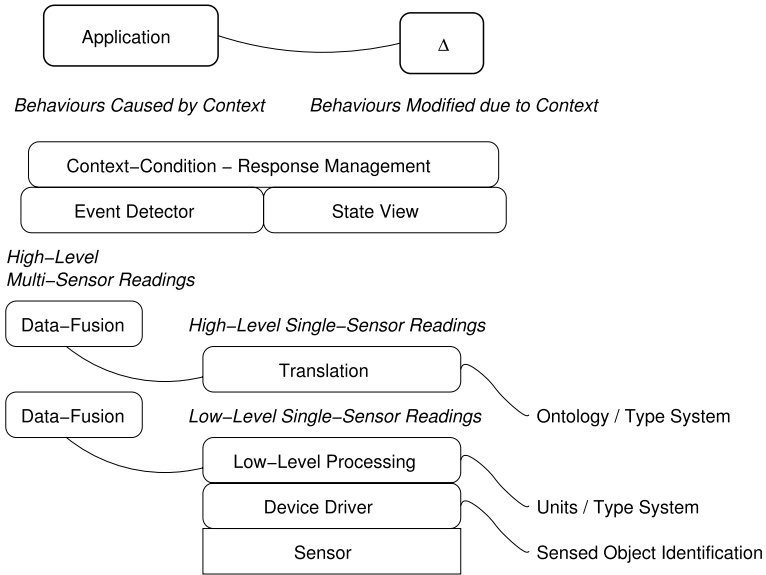 Application
Δ
Behaviours Caused by Context
Behaviours Modified due to Context
Context−Condition − Response Management
Event Detector
State View
High−Level
Multi−Sensor Readings
Data−Fusion
High−Level Single−Sensor Readings
Translation
Data−Fusion
Low−Level Single−Sensor Readings
Ontology / Type System
Low−Level Processing
Device Driver
Units / Type System
Sensor
Sensed Object Identification